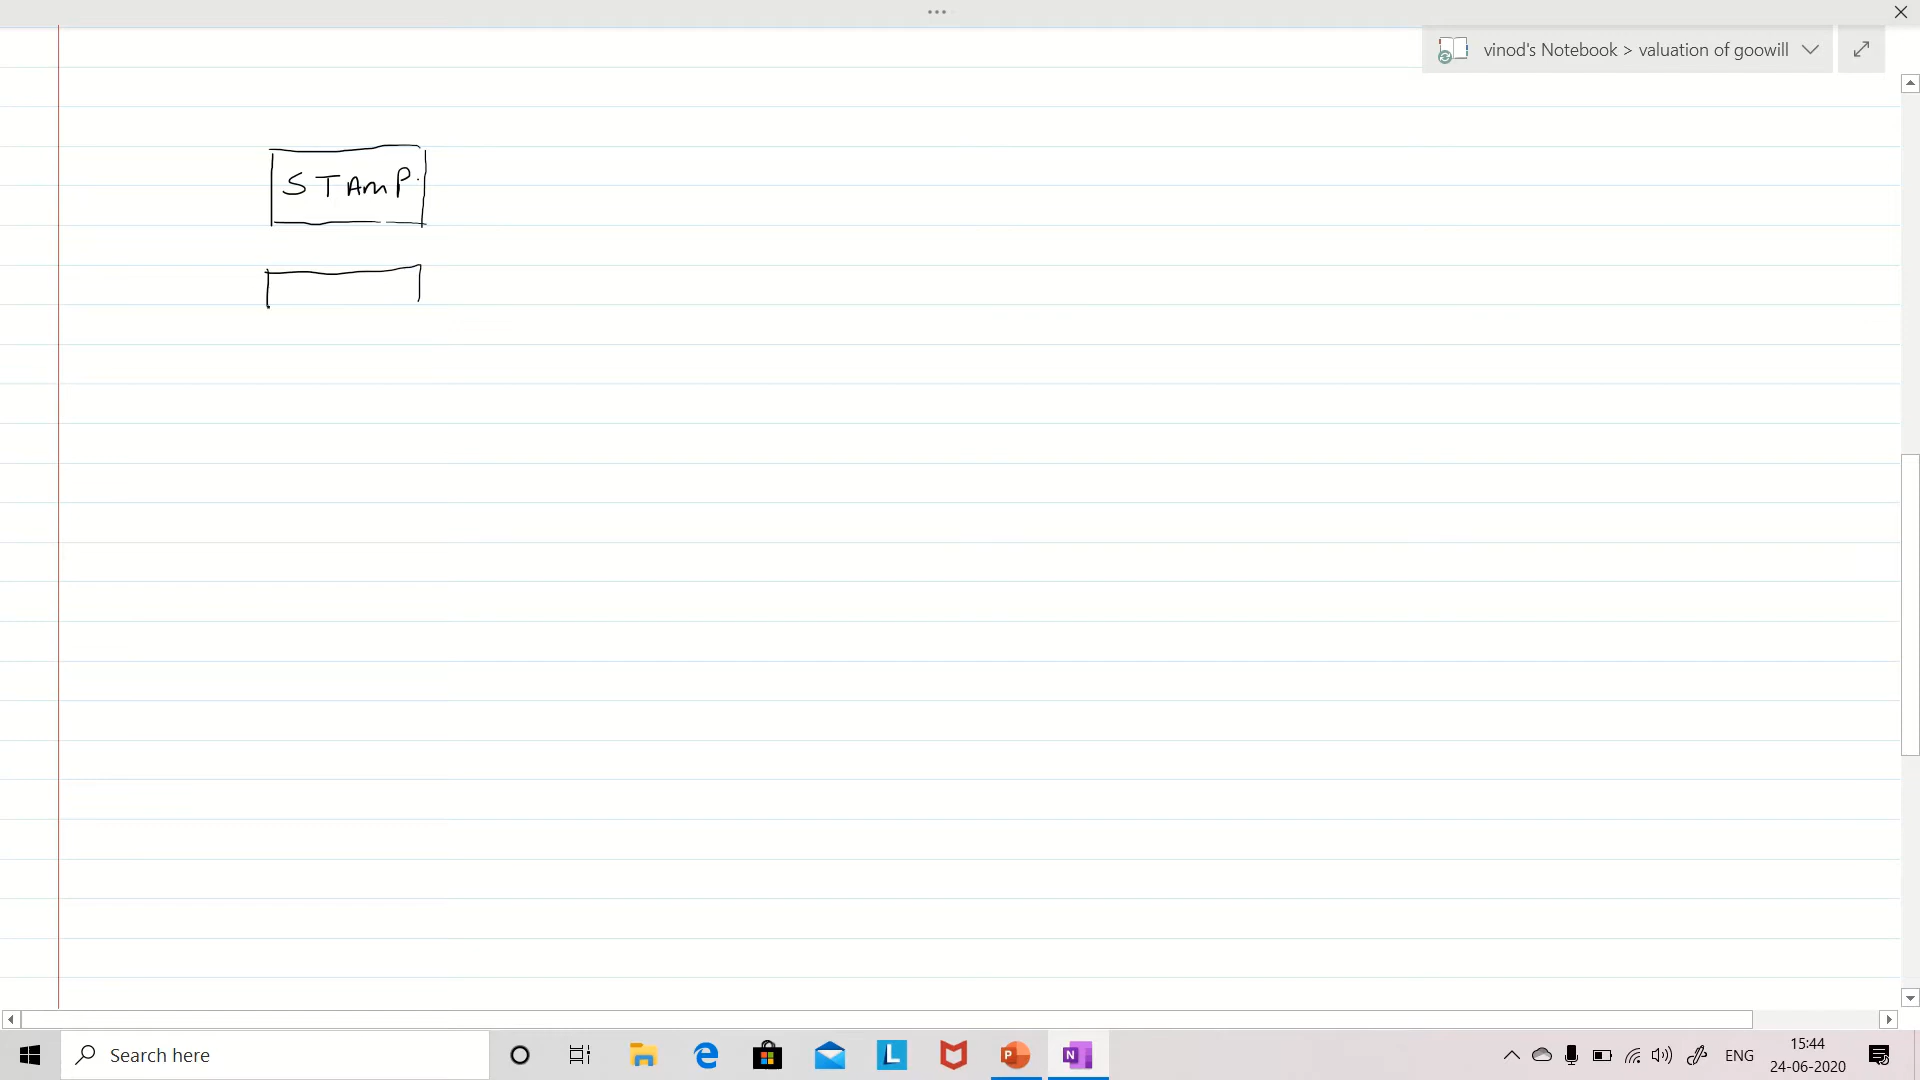 vinod's Notebook > valuation of goowill
STAMP.
Search here
ENG
15:44
24-06-2020